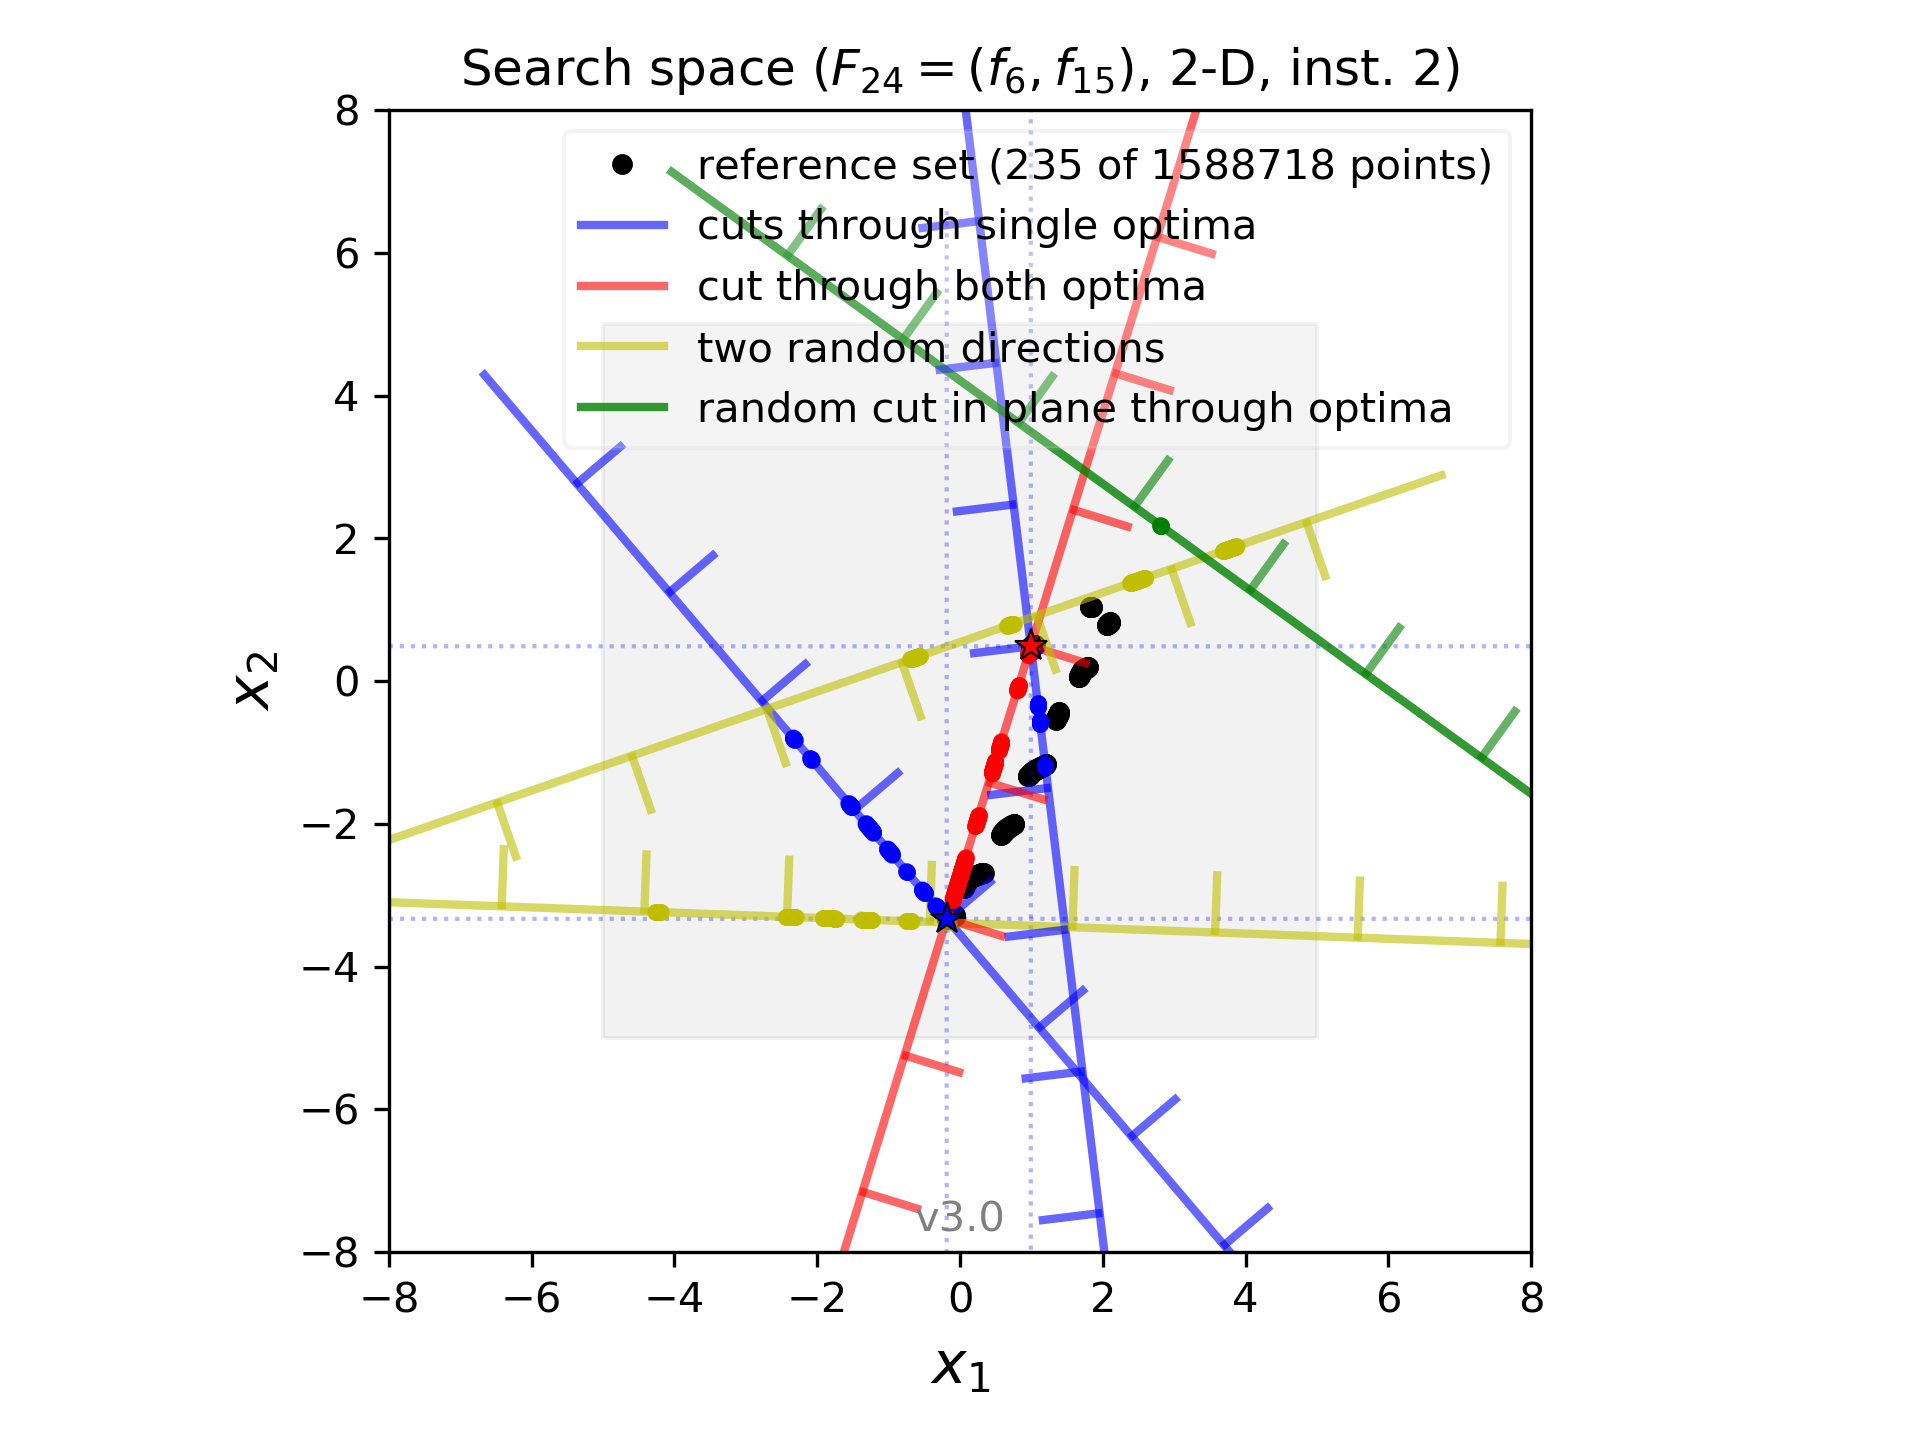 Search space (F₂₄ = (f₆, f₁₅), 2-D, inst. 2)
reference set (235 of 1588718 points)
cuts through single optima
cut through both optima
two random directions
random cut in plane through optima
8
6
4
2
0
−2
−4
−6
−8
x₂
v3.0
−8 −6 −4 −2 0 2 4 6 8
x₁